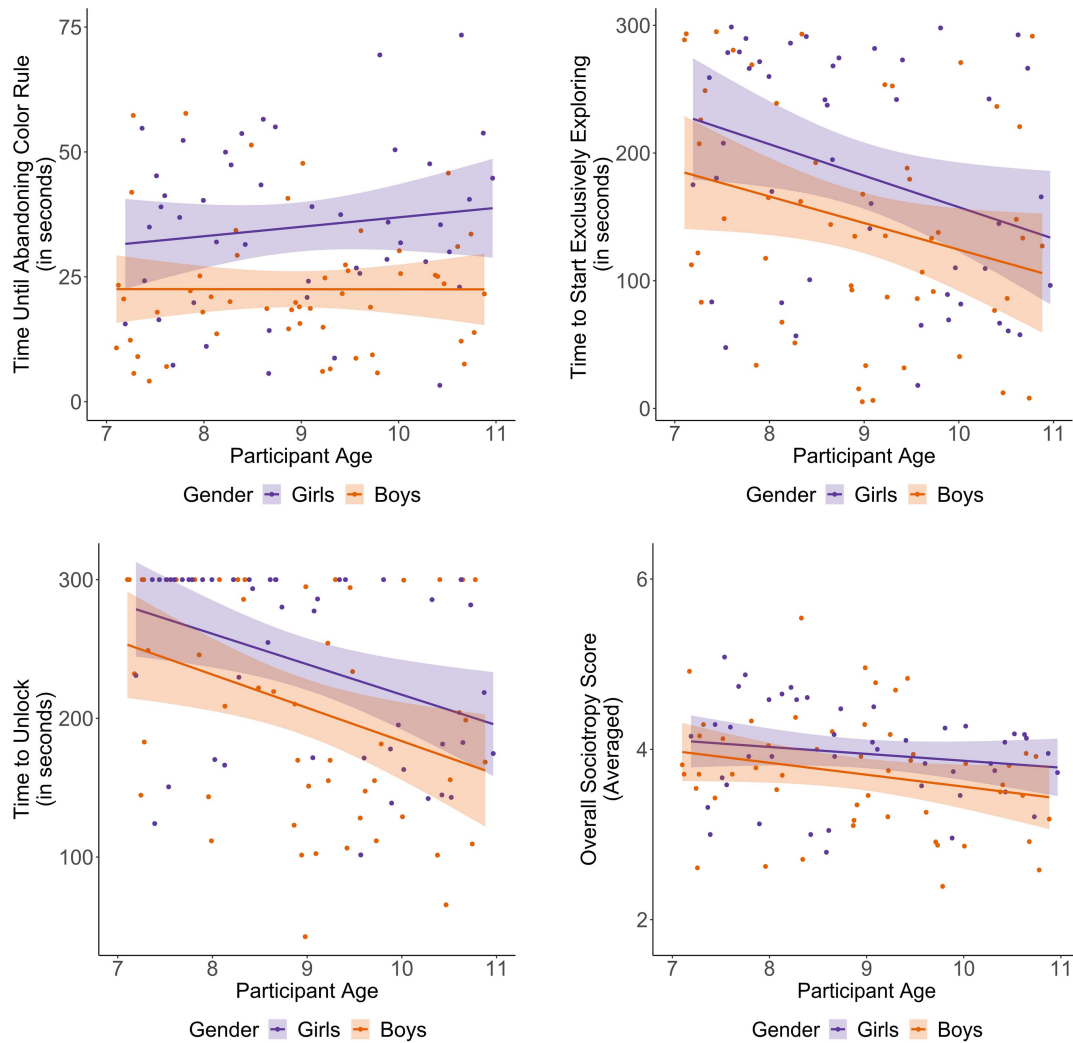 Time Until Abandoning Color Rule
(in seconds)
75
50
25
0
7 8 9 10 11
Participant Age
Gender Girls Boys
Time to Start Exclusively Exploring
(in seconds)
300
200
100
0
7 8 9 10 11
Participant Age
Gender Girls Boys
Time to Unlock
(in seconds)
300
200
100
7 8 9 10 11
Participant Age
Gender Girls Boys
Overall Sociotropy Score
(Averaged)
6
4
2
7 8 9 10 11
Participant Age
Gender Girls Boys